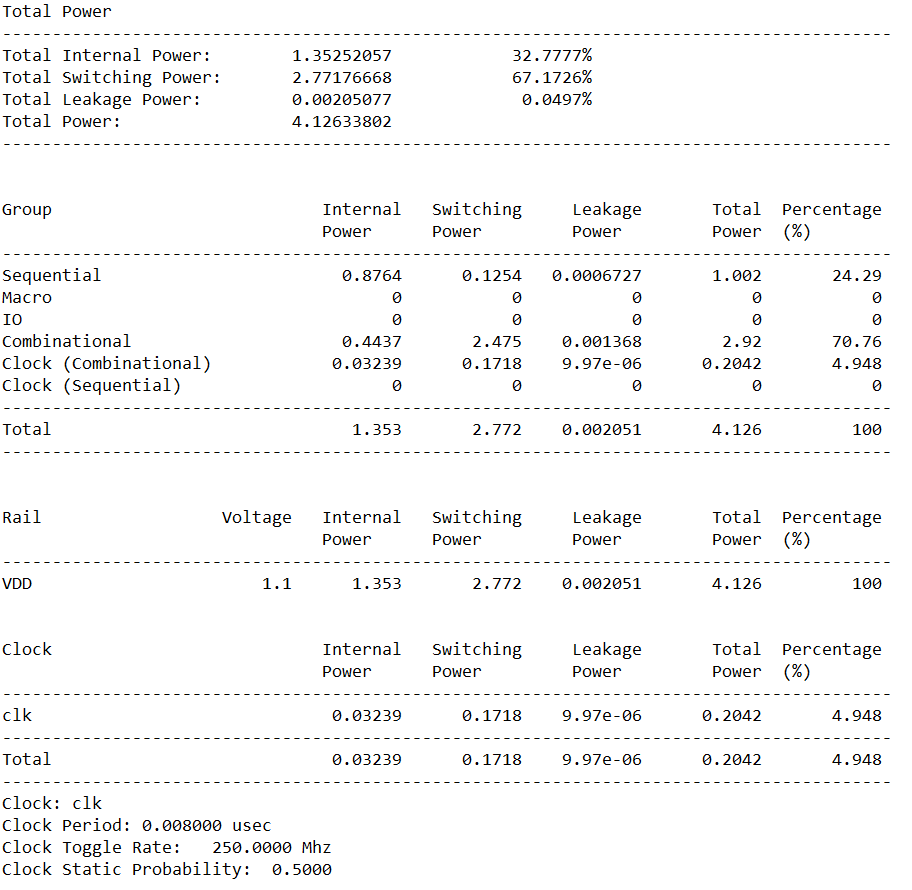 Total Power
-----------------------------------------------------------------------------------------
Total Internal Power:        1.35252057            32.7777%
Total Switching Power:       2.77176668            67.1726%
Total Leakage Power:         0.00205077             0.0497%
Total Power:                 4.12633802
-----------------------------------------------------------------------------------------
Group                           Internal   Switching     Leakage       Total  Percentage
                                Power      Power         Power         Power  (%)
-----------------------------------------------------------------------------------------
Sequential                        0.8764      0.1254   0.0006727       1.002       24.29
Macro                                  0           0           0           0           0
IO                                     0           0           0           0           0
Combinational                     0.4437       2.475    0.001368        2.92       70.76
Clock (Combinational)            0.03239      0.1718    9.97e-06      0.2042       4.948
Clock (Sequential)                     0           0           0           0           0
-----------------------------------------------------------------------------------------
Total                              1.353       2.772    0.002051       4.126         100
-----------------------------------------------------------------------------------------
Rail                  Voltage   Internal   Switching     Leakage       Total  Percentage
                                Power      Power         Power         Power  (%)
-----------------------------------------------------------------------------------------
VDD                       1.1      1.353       2.772    0.002051       4.126         100
Clock                           Internal   Switching     Leakage       Total  Percentage
                                Power      Power         Power         Power  (%)
-----------------------------------------------------------------------------------------
clk                              0.03239      0.1718    9.97e-06      0.2042       4.948
-----------------------------------------------------------------------------------------
Total                            0.03239      0.1718    9.97e-06      0.2042       4.948
-----------------------------------------------------------------------------------------
Clock: clk
Clock Period: 0.008000 usec
Clock Toggle Rate:   250.0000 Mhz
Clock Static Probability:  0.5000